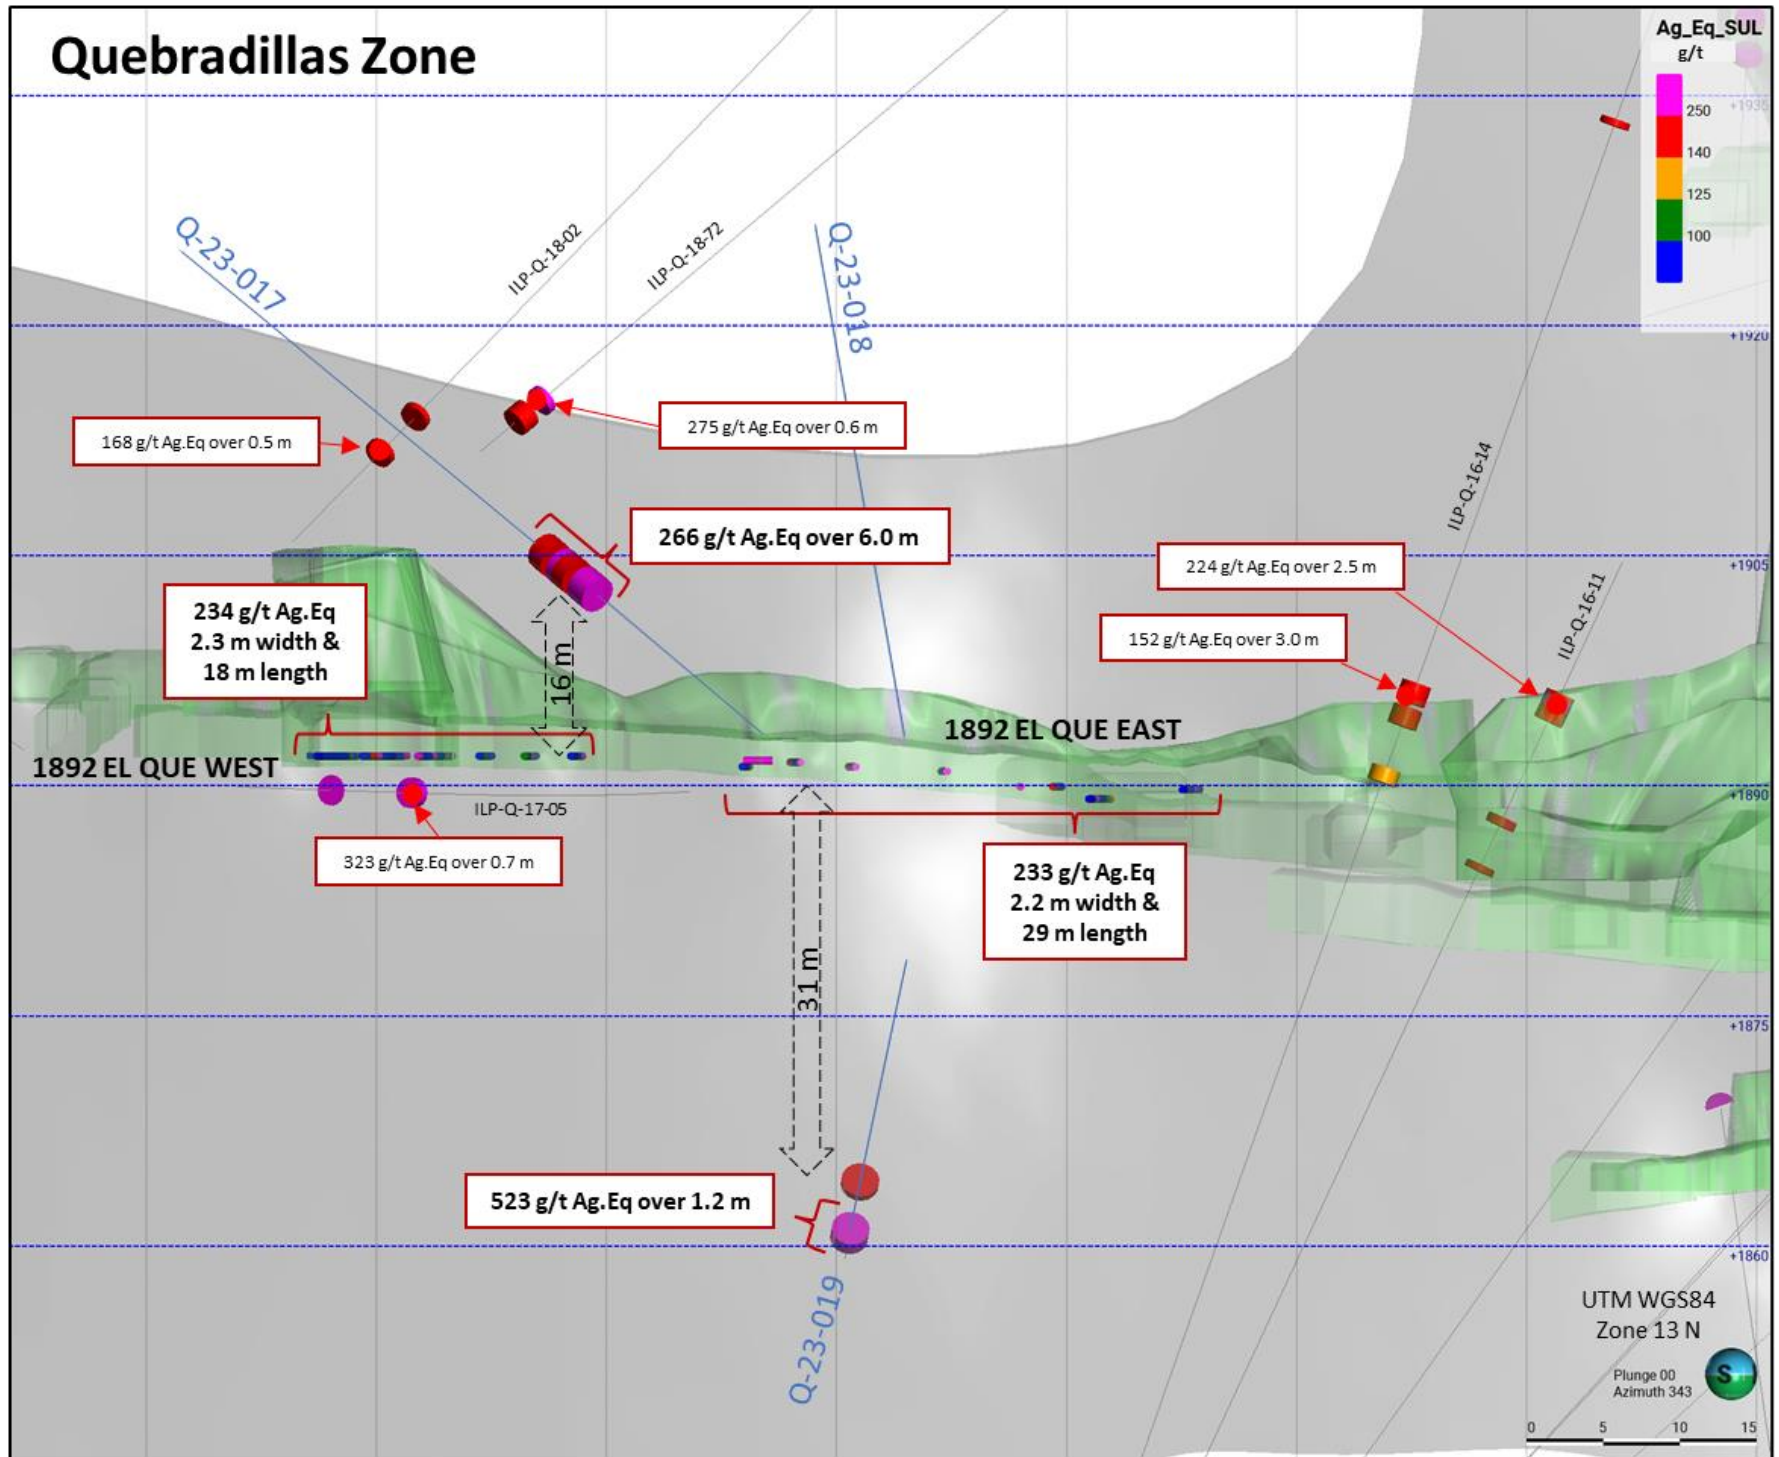 Quebradillas Zone
Ag_Eq_SUL
g/t
250
140
125
100
+1935
Q-23-017
ILP-Q-18-02
ILP-Q-18-72
Q-23-018
+1920
168 g/t Ag.Eq over 0.5 m
275 g/t Ag.Eq over 0.6 m
ILP-Q-16-14
266 g/t Ag.Eq over 6.0 m
224 g/t Ag.Eq over 2.5 m
+1905
ILP-Q-16-11
234 g/t Ag.Eq
2.3 m width &
18 m length
152 g/t Ag.Eq over 3.0 m
16 m
1892 EL QUE EAST
1892 EL QUE WEST
+1890
ILP-Q-17-05
323 g/t Ag.Eq over 0.7 m
233 g/t Ag.Eq
2.2 m width &
29 m length
31 m
+1875
523 g/t Ag.Eq over 1.2 m
+1860
Q-23-019
UTM WGS84
Zone 13 N
Plunge 00
Azimuth 343
S
0 5 10 15